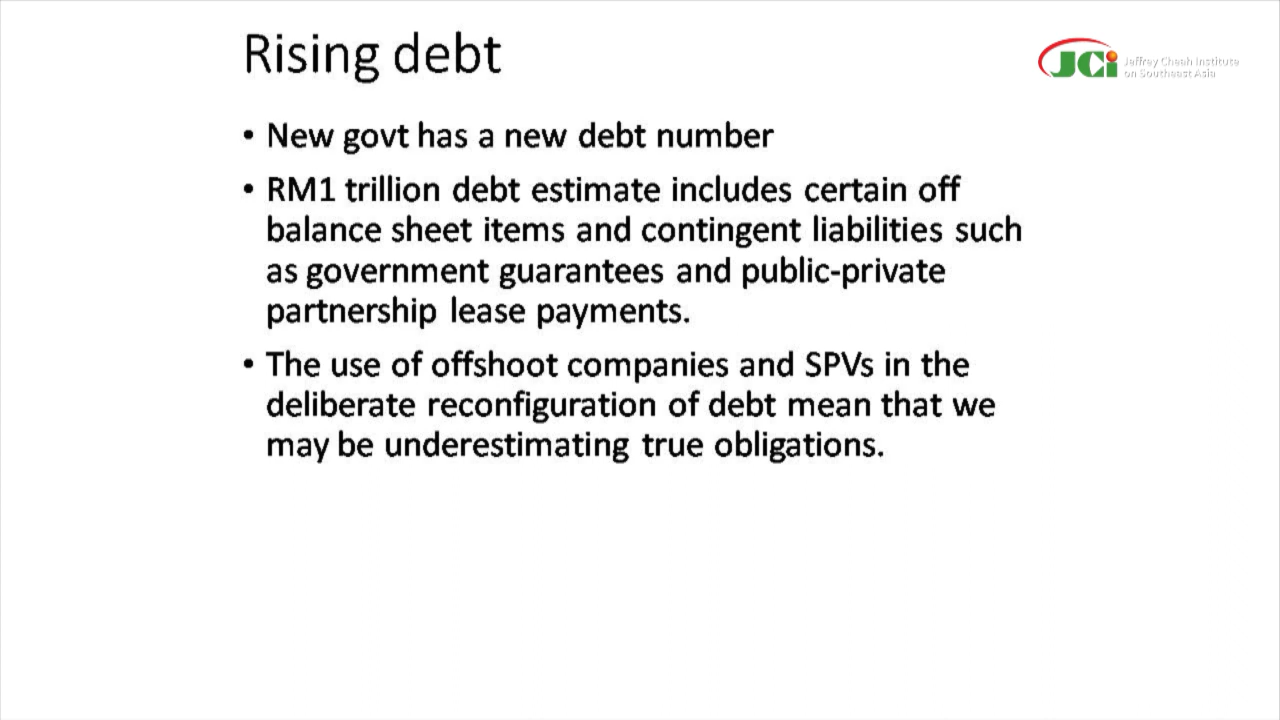 Rising debt
JCi
Jeffrey Cheah Institute
on Southeast Asia
• New govt has a new debt number
• RM1 trillion debt estimate includes certain off
balance sheet items and contingent liabilities such
as government guarantees and public-private
partnership lease payments.
• The use of offshoot companies and SPVs in the
deliberate reconfiguration of debt mean that we
may be underestimating true obligations.